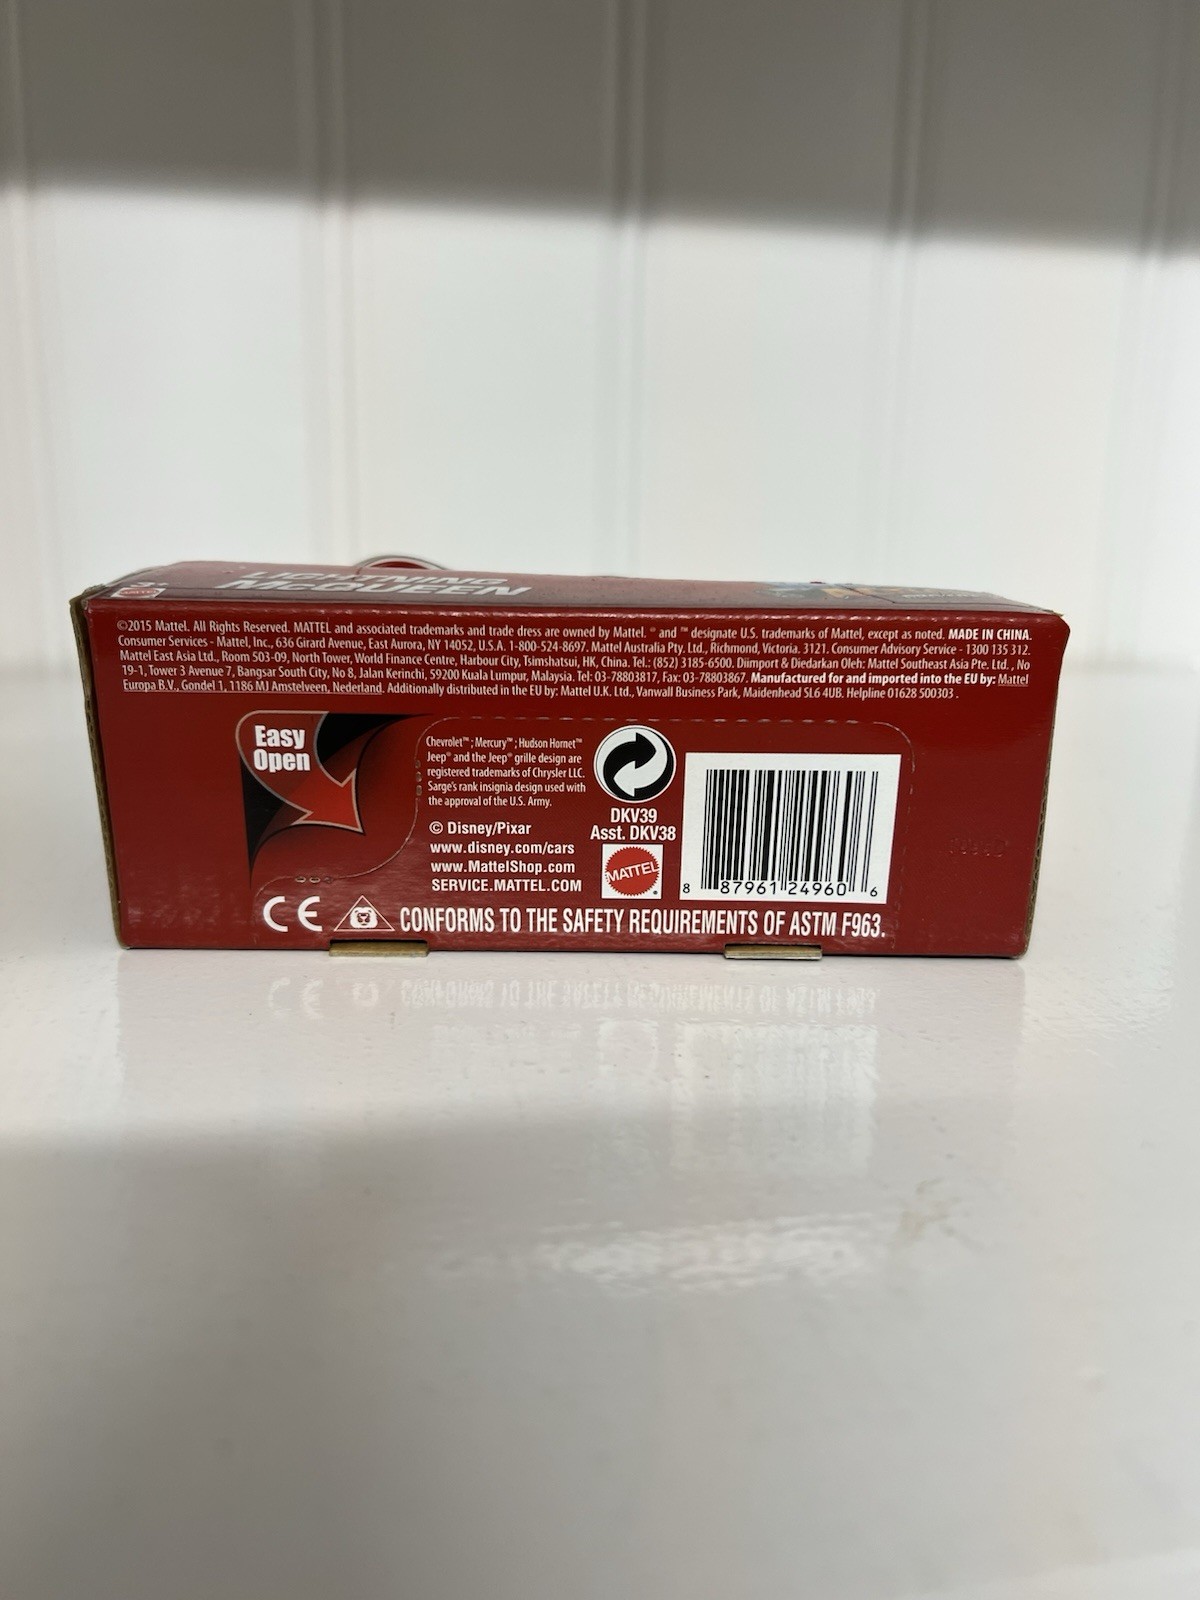 3+
LIGHTNING
MCQUEEN
©2015 Mattel. All Rights Reserved. MATTEL and associated trademarks and trade dress are owned by Mattel. ® and ™ designate U.S. trademarks of Mattel, except as noted. MADE IN CHINA.
Consumer Services - Mattel, Inc., 636 Girard Avenue, East Aurora, NY 14052, U.S.A. 1-800-524-8697. Mattel Australia Pty. Ltd., Richmond, Victoria. 3121. Consumer Advisory Service - 1300 135 312.
Mattel East Asia Ltd., Room 503-09, North Tower, World Finance Centre, Harbour City, Tsimshatsui, HK, China. Tel.: (852) 3185-6500. Diimport & Diedarkan Oleh: Mattel Southeast Asia Pte. Ltd., No
19-1, Tower 3 Avenue 7, Bangsar South City, No 8, Jalan Kerinchi, 59200 Kuala Lumpur, Malaysia. Tel: 03-78803817, Fax: 03-78803867. Manufactured for and imported into the EU by: Mattel
Europa B.V., Gondel 1, 1186 MJ Amstelveen, Nederland. Additionally distributed in the EU by: Mattel U.K. Ltd., Vanwall Business Park, Maidenhead SL6 4UB. Helpline 01628 500303 .
Easy
Open
Chevrolet™ ; Mercury™ ; Hudson Hornet™
Jeep® and the Jeep® grille design are
registered trademarks of Chrysler LLC.
Sarge's rank insignia design used with
the approval of the U.S. Army.
© Disney/Pixar
www.disney.com/cars
www.MattelShop.com
SERVICE.MATTEL.COM
DKV39
Asst. DKV38
MATTEL
8 87961 24960 6
CE CONFORMS TO THE SAFETY REQUIREMENTS OF ASTM F963.